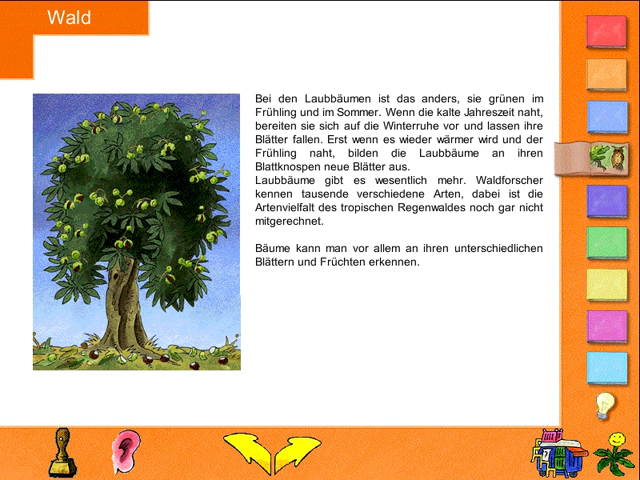 Wald
Bei den Laubbäumen ist das anders, sie grünen im
Frühling und im Sommer. Wenn die kalte Jahreszeit naht,
bereiten sie sich auf die Winterruhe vor und lassen ihre
Blätter fallen. Erst wenn es wieder wärmer wird und der
Frühling naht, bilden die Laubbäume an ihren
Blattknospen neue Blätter aus.
Laubbäume gibt es wesentlich mehr. Waldforscher
kennen tausende verschiedene Arten, dabei ist die
Artenvielfalt des tropischen Regenwaldes noch gar nicht
mitgerechnet.
Bäume kann man vor allem an ihren unterschiedlichen
Blättern und Früchten erkennen.